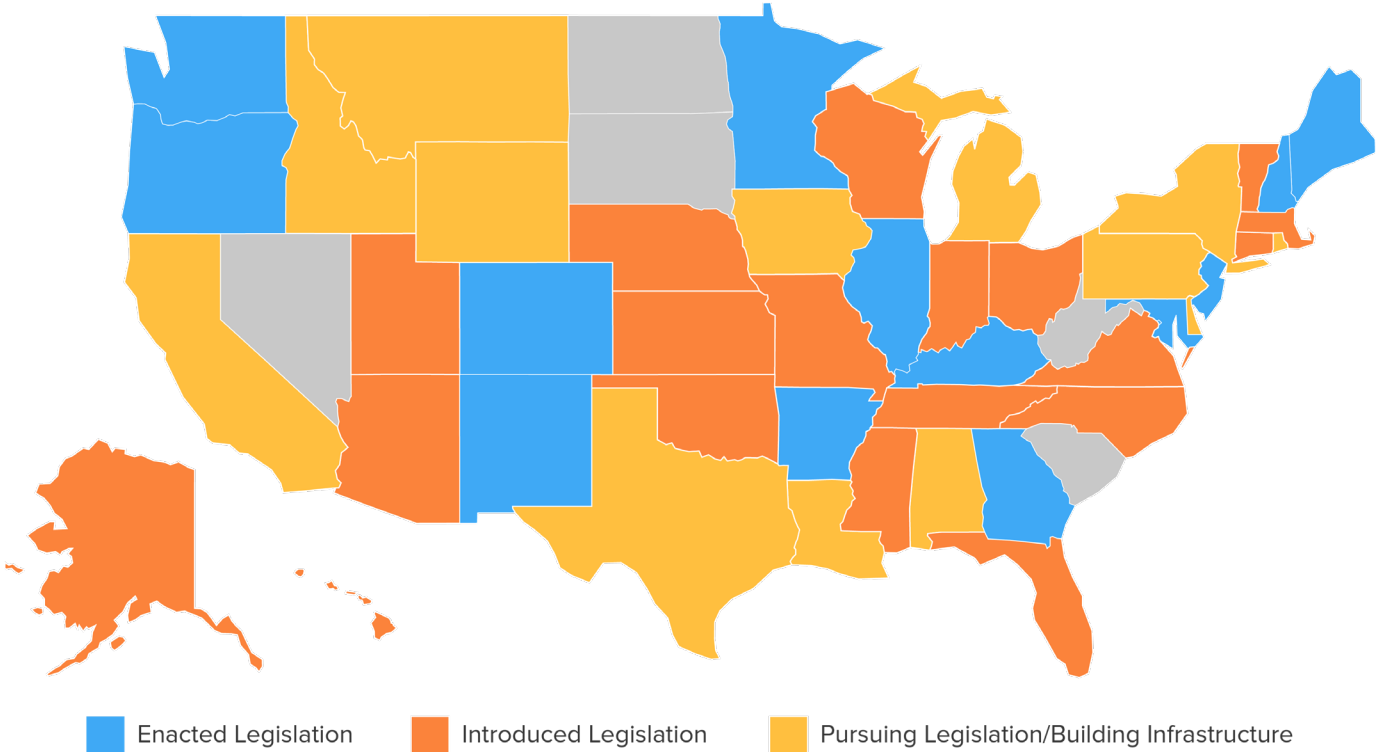 Enacted Legislation
Introduced Legislation
Pursuing Legislation/Building Infrastructure